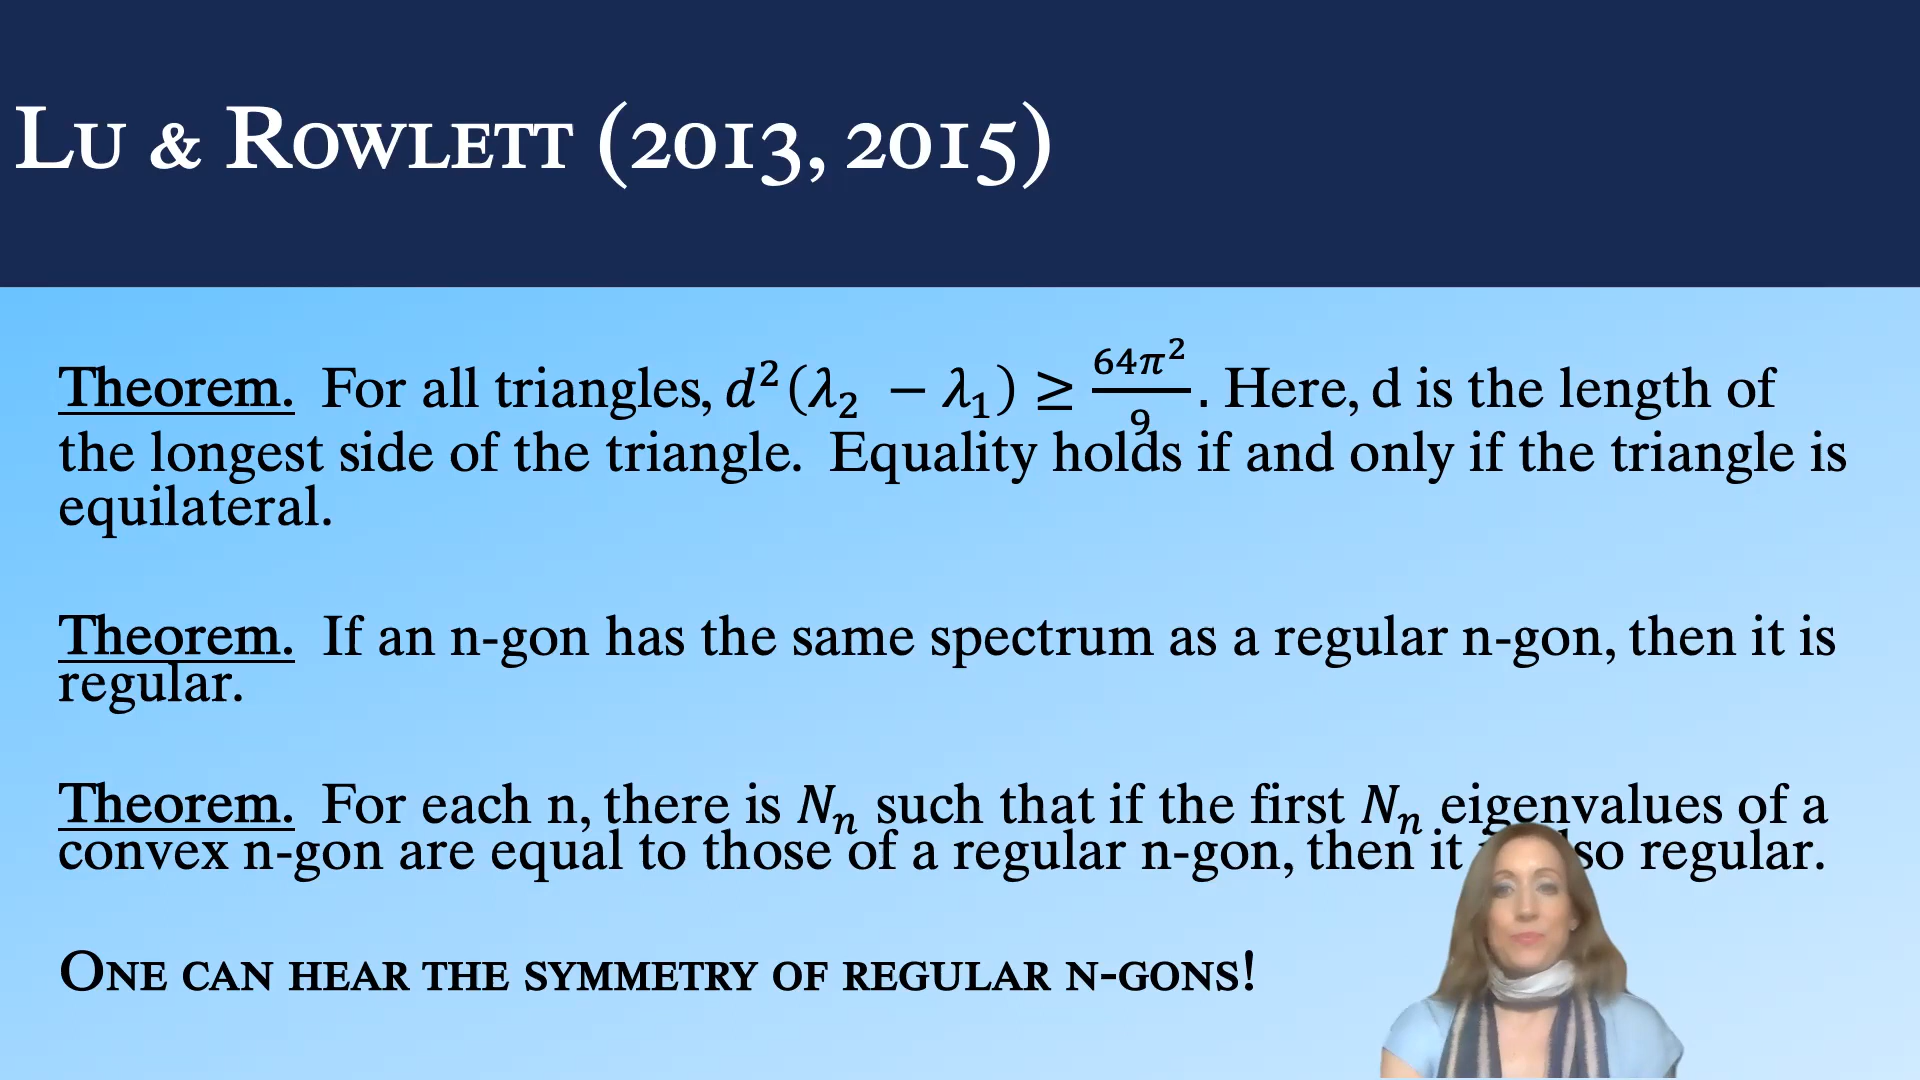 LU & ROWLETT (2013, 2015)
Theorem. For all triangles, d²(λ₂ − λ₁) ≥ 64π²/9. Here, d is the length of
the longest side of the triangle. Equality holds if and only if the triangle is
equilateral.
Theorem. If an n-gon has the same spectrum as a regular n-gon, then it is
regular.
Theorem. For each n, there is Nₙ such that if the first Nₙ eigenvalues of a
convex n-gon are equal to those of a regular n-gon, then it regular.
ONE CAN HEAR THE SYMMETRY OF REGULAR N-GONS!